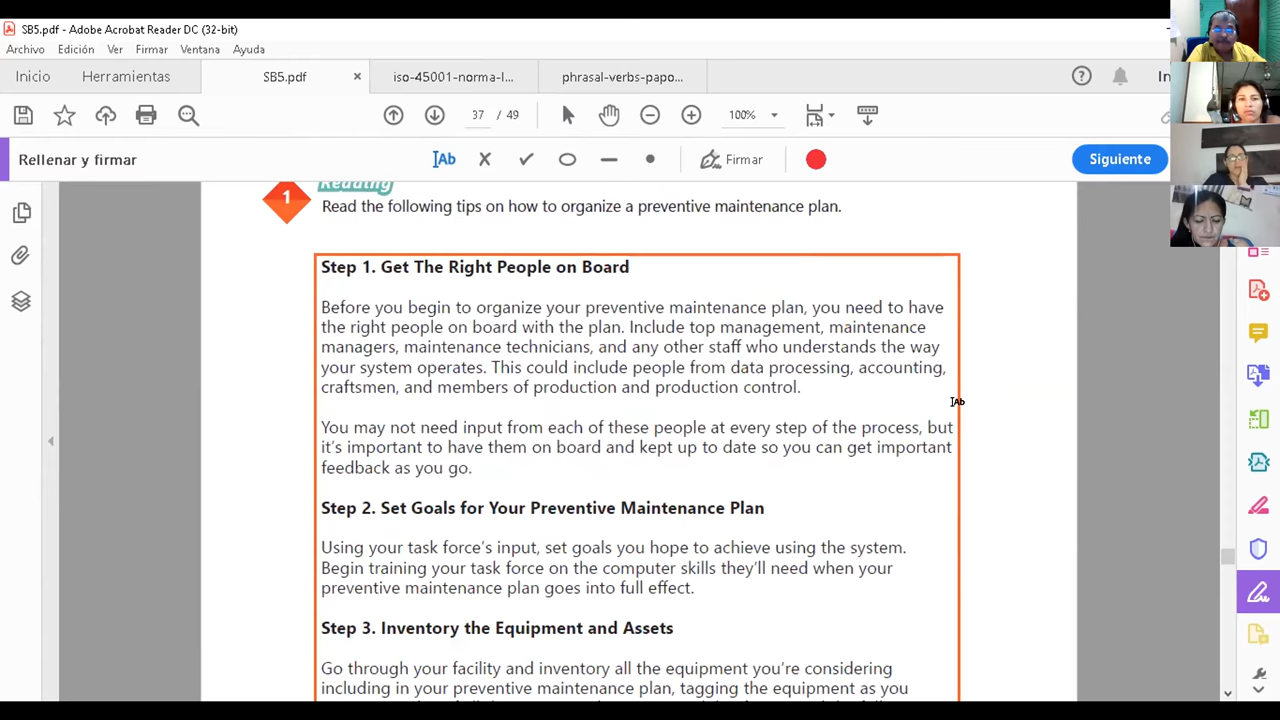 SB5.pdf - Adobe Acrobat Reader DC (32-bit)
Archivo Edición Ver Firmar Ventana Ayuda
Inicio Herramientas SB5.pdf × iso-45001-norma-l... phrasal-verbs-papo... In
37 / 49 100%
Rellenar y firmar Ab Firmar Siguiente
Reading
1 Read the following tips on how to organize a preventive maintenance plan.
Step 1. Get The Right People on Board
Before you begin to organize your preventive maintenance plan, you need to have
the right people on board with the plan. Include top management, maintenance
managers, maintenance technicians, and any other staff who understands the way
your system operates. This could include people from data processing, accounting,
craftsmen, and members of production and production control.
Ab
You may not need input from each of these people at every step of the process, but
it's important to have them on board and kept up to date so you can get important
feedback as you go.
Step 2. Set Goals for Your Preventive Maintenance Plan
Using your task force's input, set goals you hope to achieve using the system.
Begin training your task force on the computer skills they'll need when your
preventive maintenance plan goes into full effect.
Step 3. Inventory the Equipment and Assets
Go through your facility and inventory all the equipment you're considering
including in your preventive maintenance plan, tagging the equipment as you